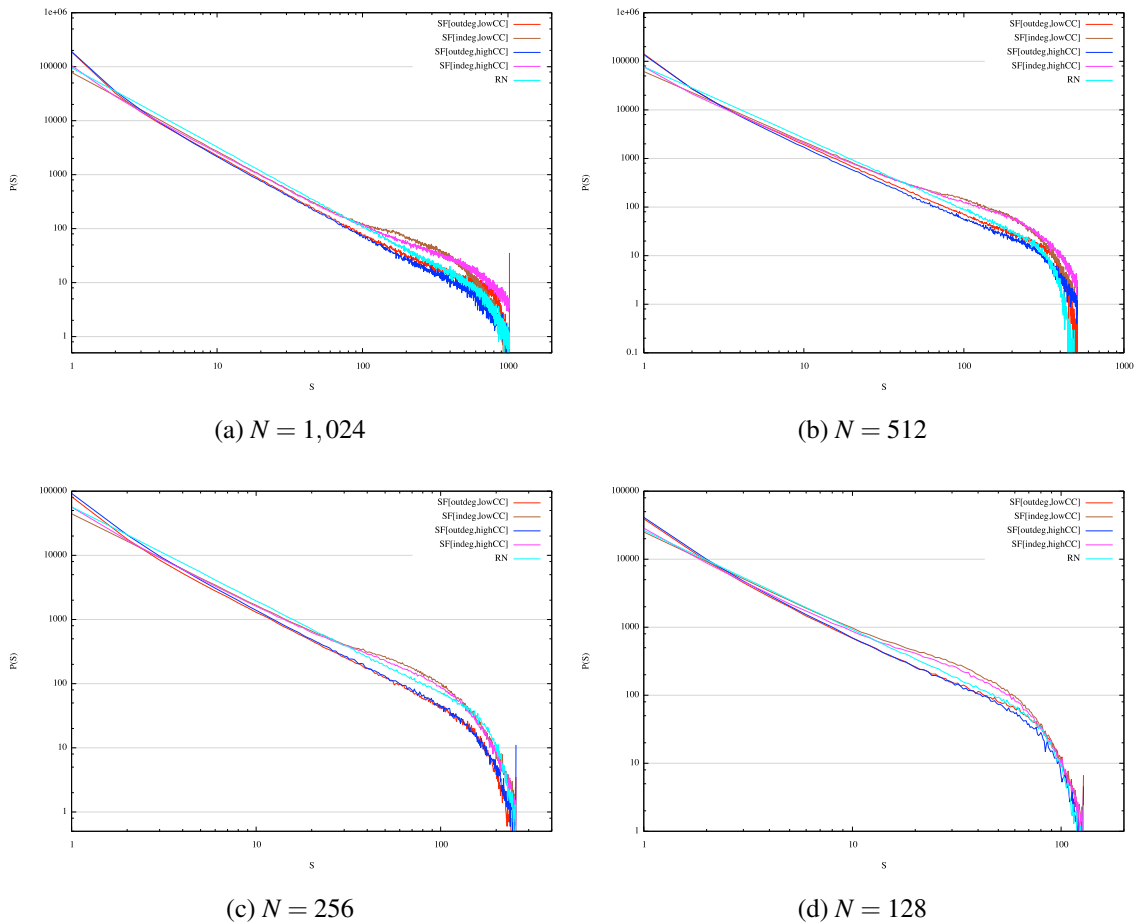 1e+06
100000
10000
1000
100
10
1
P(S)
1
10
100
1000
S
SF[outdeg,lowCC]
SF[indeg,lowCC]
SF[outdeg,highCC]
SF[indeg,highCC]
RN
(a) N = 1,024
1e+06
100000
10000
1000
100
10
1
0.1
P(S)
1
10
100
1000
S
SF[outdeg,lowCC]
SF[indeg,lowCC]
SF[outdeg,highCC]
SF[indeg,highCC]
RN
(b) N = 512
100000
10000
1000
100
10
1
P(S)
1
10
100
S
SF[outdeg,lowCC]
SF[indeg,lowCC]
SF[outdeg,highCC]
SF[indeg,highCC]
RN
(c) N = 256
100000
10000
1000
100
10
1
P(S)
1
10
100
S
SF[outdeg,lowCC]
SF[indeg,lowCC]
SF[outdeg,highCC]
SF[indeg,highCC]
RN
(d) N = 128